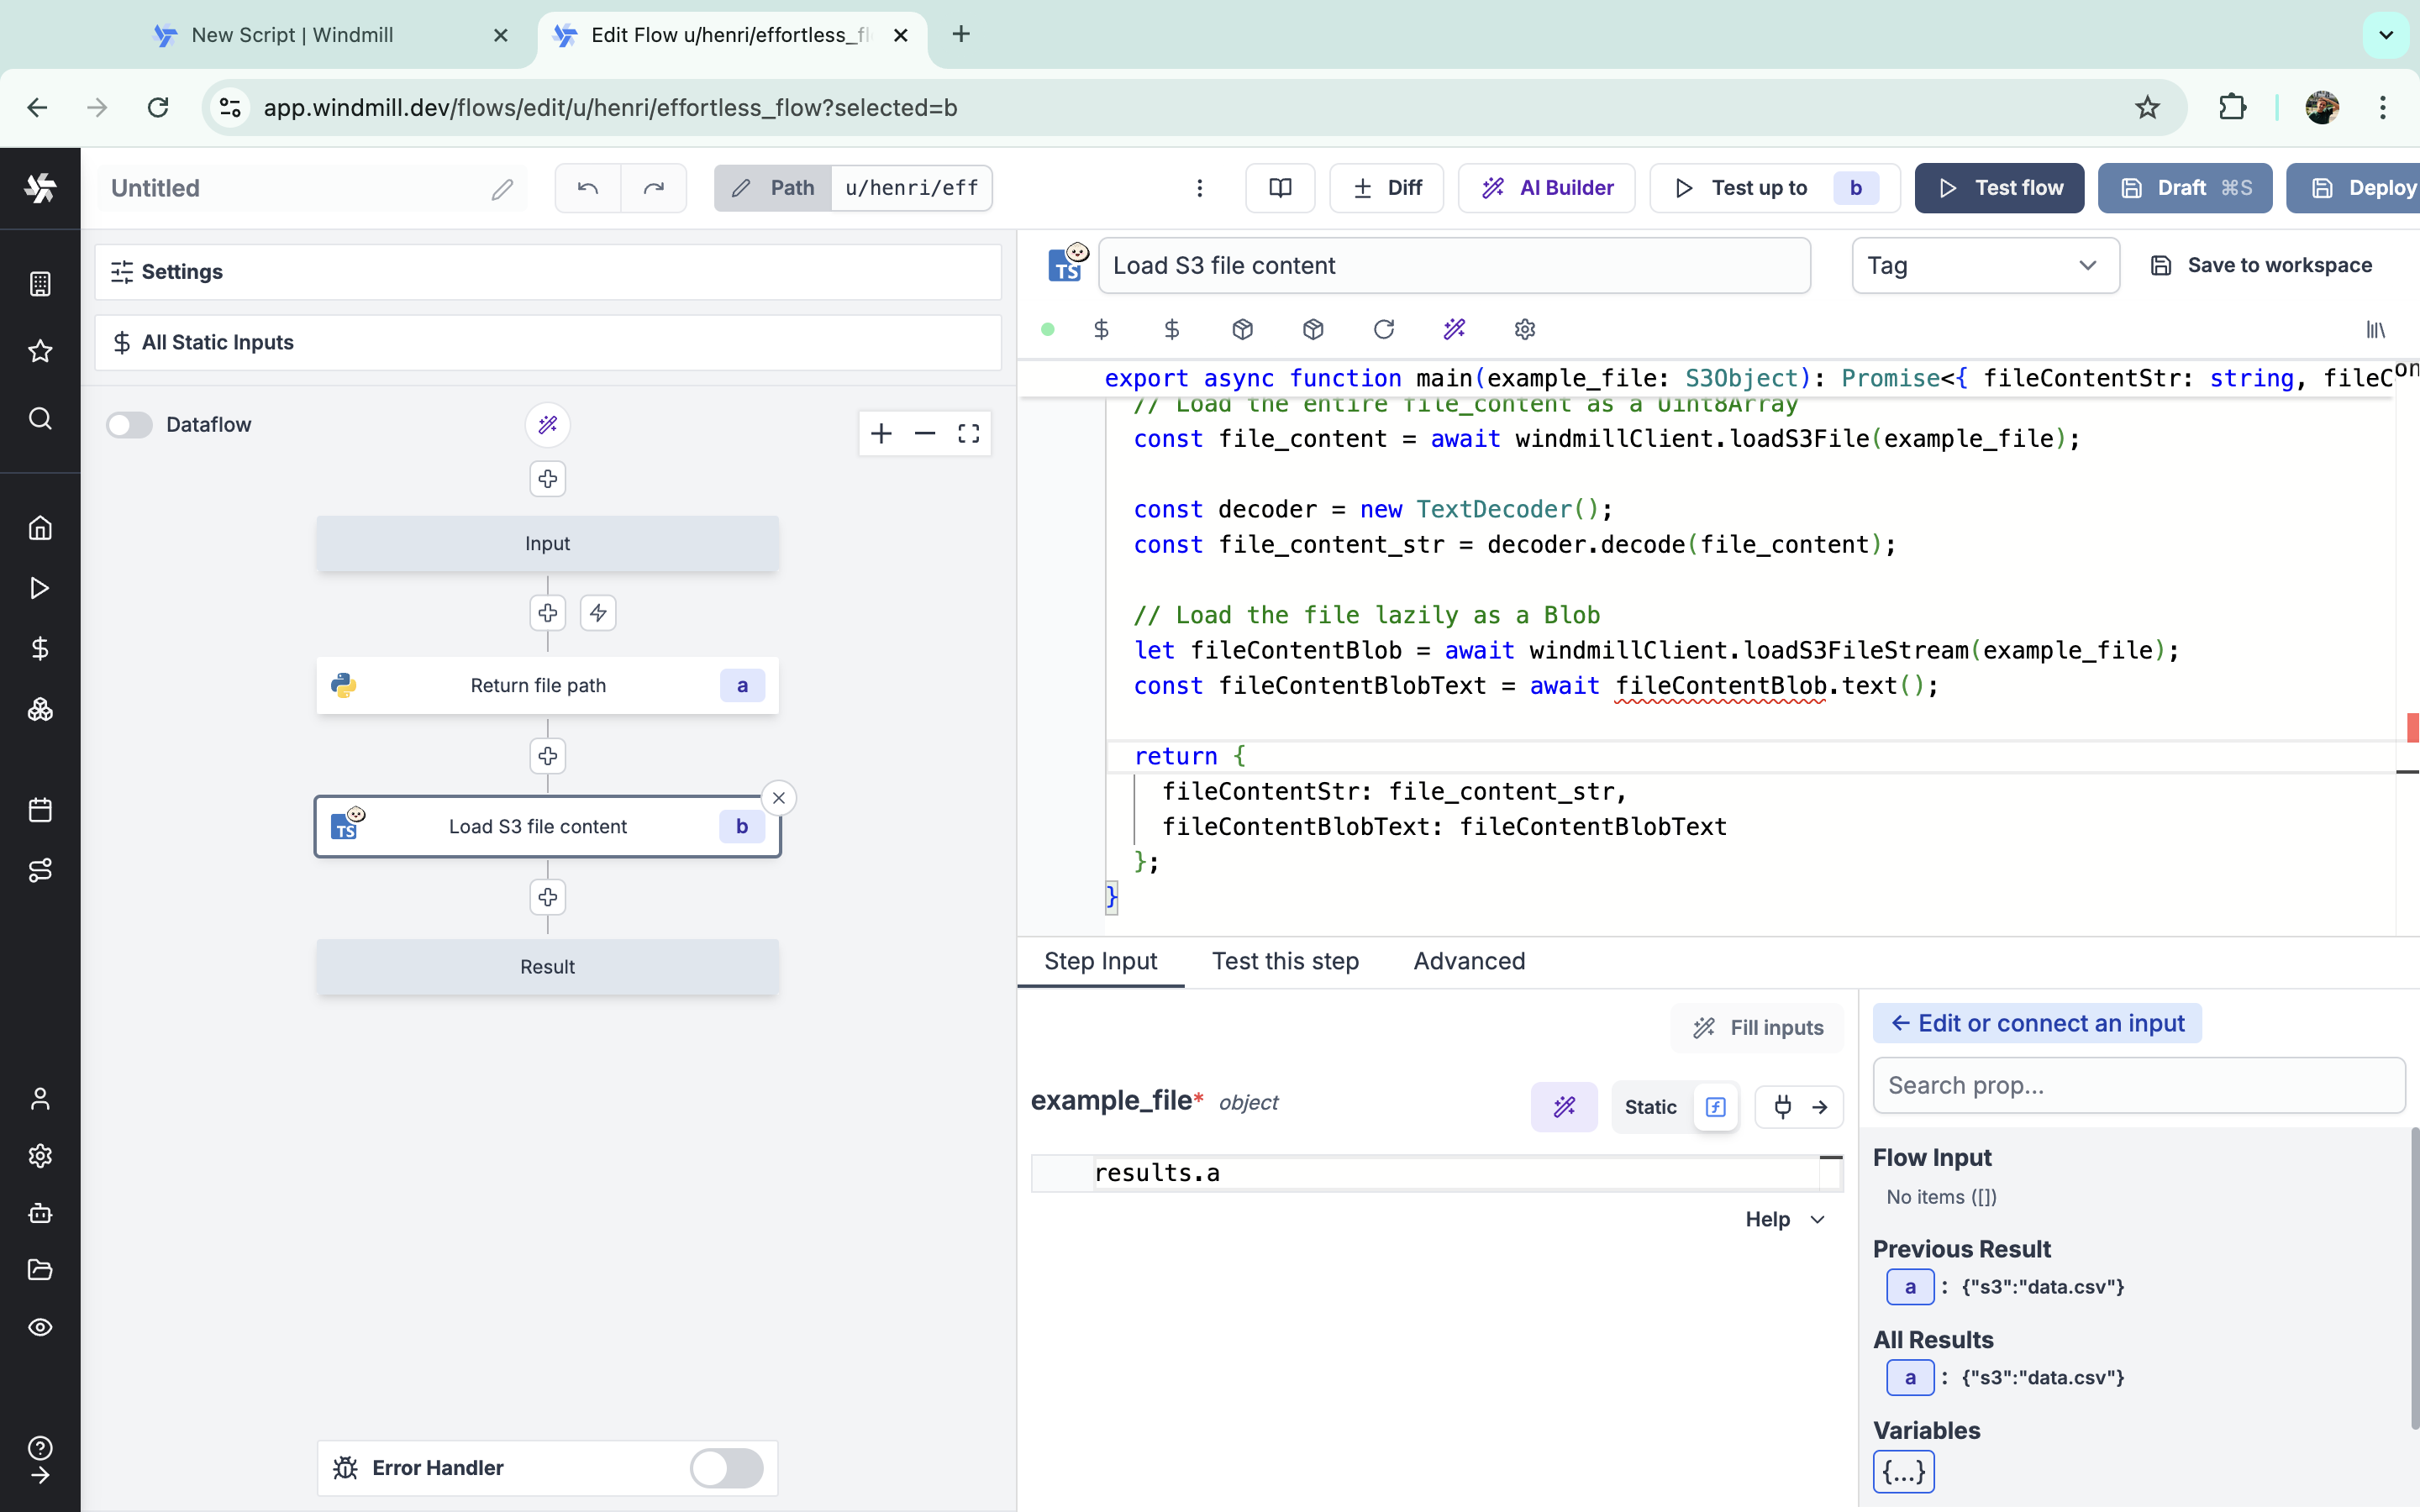 New Script | Windmill
Edit Flow u/henri/effortless_fl
app.windmill.dev/flows/edit/u/henri/effortless_flow?selected=b
Untitled
Path
u/henri/eff
Diff
AI Builder
Test up to
b
Test flow
Draft ⌘S
Deploy
Settings
All Static Inputs
Dataflow
Input
Return file path
a
TS
Load S3 file content
b
Result
Error Handler
TS
Load S3 file content
Tag
Save to workspace
export async function main(example_file: S3Object): Promise<{ fileContentStr: string, fileC
on
// Load the entire file_content as a Uint8Array
const file_content = await windmillClient.loadS3File(example_file);
const decoder = new TextDecoder();
const file_content_str = decoder.decode(file_content);
// Load the file lazily as a Blob
let fileContentBlob = await windmillClient.loadS3FileStream(example_file);
const fileContentBlobText = await fileContentBlob.text();
return {
fileContentStr: file_content_str,
fileContentBlobText: fileContentBlobText
};
}
Step Input
Test this step
Advanced
Fill inputs
example_file* object
Static
results.a
Help
← Edit or connect an input
Search prop...
Flow Input
No items ([])
Previous Result
a : {"s3":"data.csv"}
All Results
a : {"s3":"data.csv"}
Variables
{...}